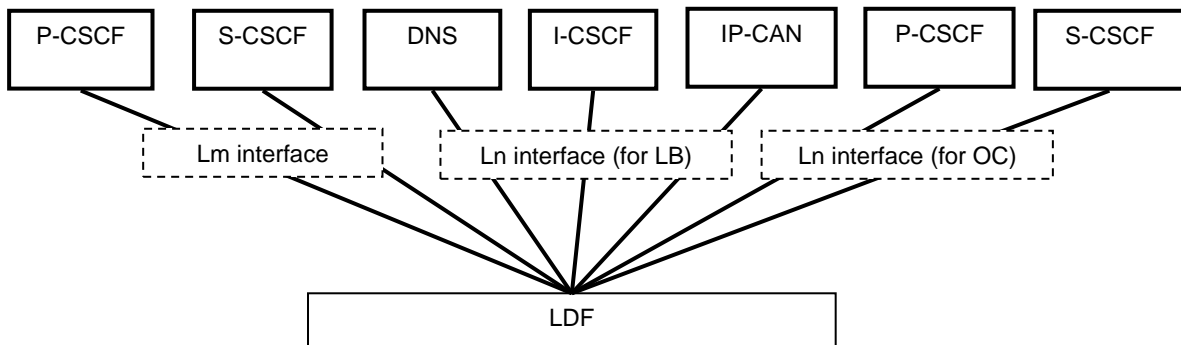 P-CSCF
S-CSCF
DNS
I-CSCF
IP-CAN
P-CSCF
S-CSCF
Lm interface
Ln interface (for LB)
Ln interface (for OC)
LDF